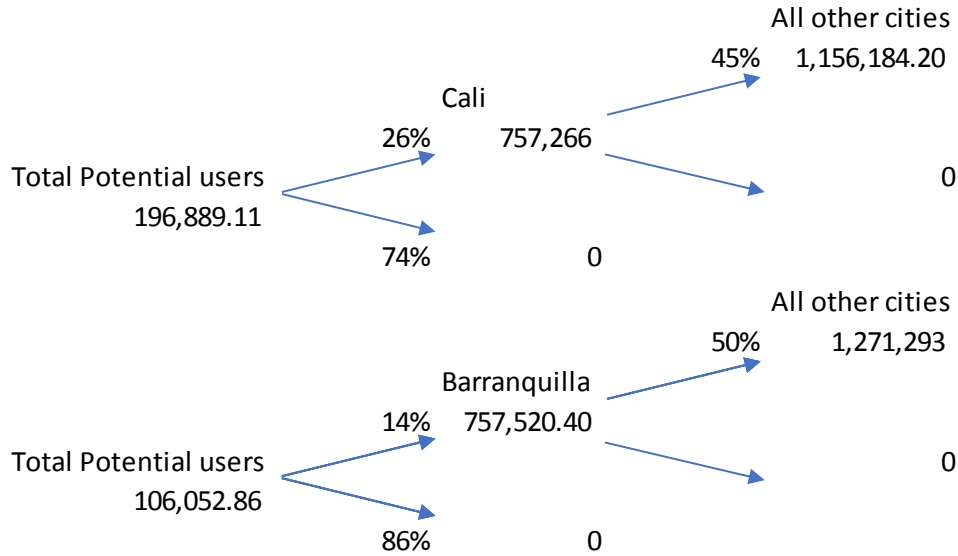 All other cities
45% 1,156,184.20
Cali
26% 757,266
Total Potential users
0
196,889.11
74% 0
All other cities
50% 1,271,293
Barranquilla
14% 757,520.40
Total Potential users
0
106,052.86
86% 0